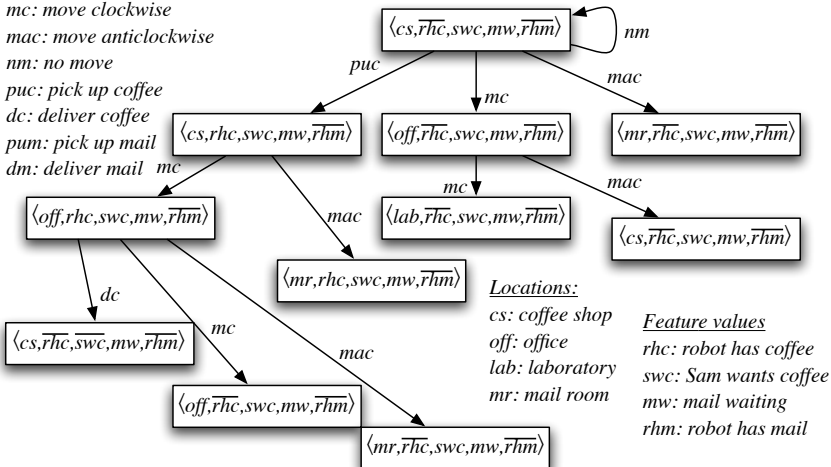 mc: move clockwise
mac: move anticlockwise
nm: no move
puc: pick up coffee
dc: deliver coffee
pum: pick up mail
dm: deliver mail
⟨cs,r̅h̅c̅,swc,mw,r̅h̅m̅⟩
nm
puc
mc
mac
⟨cs,rhc,swc,mw,r̅h̅m̅⟩
⟨off,r̅h̅c̅,swc,mw,r̅h̅m̅⟩
⟨mr,r̅h̅c̅,swc,mw,r̅h̅m̅⟩
mc
mac
mc
mac
⟨off,rhc,swc,mw,r̅h̅m̅⟩
⟨lab,r̅h̅c̅,swc,mw,r̅h̅m̅⟩
⟨cs,r̅h̅c̅,swc,mw,r̅h̅m̅⟩
⟨mr,rhc,swc,mw,r̅h̅m̅⟩
dc
mc
mac
⟨cs,r̅h̅c̅,s̅w̅c̅,mw,r̅h̅m̅⟩
⟨off,r̅h̅c̅,swc,mw,r̅h̅m̅⟩
⟨mr,r̅h̅c̅,swc,mw,r̅h̅m̅⟩
Locations:
cs: coffee shop
off: office
lab: laboratory
mr: mail room
Feature values
rhc: robot has coffee
swc: Sam wants coffee
mw: mail waiting
rhm: robot has mail